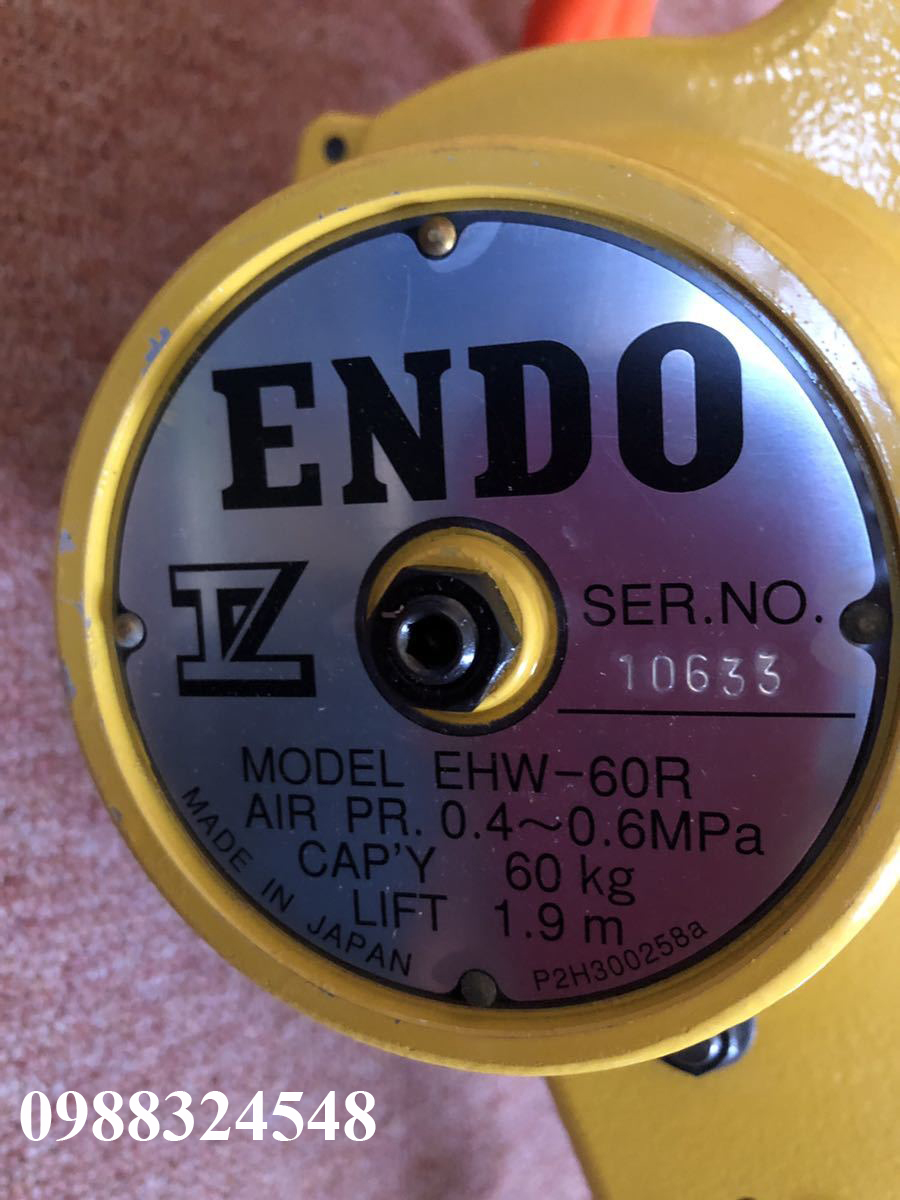 ENDO
SER.NO.
10633
MODEL EHW-60R
AIR PR. 0.4～0.6MPa
CAP'Y 60 kg
LIFT 1.9 m
MADE IN JAPAN
P2H300258a
0988324548